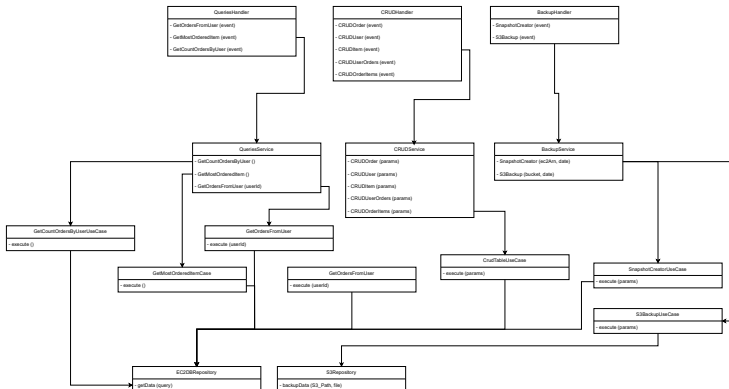 QueriesHandler
- GetOrdersFromUser (event)
- GetMostOrderedItem (event)
- GetCountOrdersByUser (event)
CRUDHandler
- CRUDOrder (event)
- CRUDUser (event)
- CRUDItem (event)
- CRUDUserOrders (event)
- CRUDOrderItems (event)
BackupHandler
- SnapshotCreator (event)
- S3Backup (event)
QueriesService
- GetCountOrdersByUser ()
- GetMostOrderedItem ()
- GetOrdersFromUser (userId)
CRUDService
- CRUDOrder (params)
- CRUDUser (params)
- CRUDItem (params)
- CRUDUserOrders (params)
- CRUDOrderItems (params)
BackupService
- SnapshotCreator (ec2Arn, date)
- S3Backup (bucket, date)
GetCountOrdersByUserUseCase
- execute ()
GetOrdersFromUser
- execute (userId)
GetMostOrderedItemCase
- execute ()
GetOrdersFromUser
- execute (userId)
CrudTableUseCase
- execute (params)
SnapshotCreatorUseCase
- execute (params)
S3BackupUseCase
- execute (params)
EC2DBRepository
- getData (query)
S3Repository
- backupData (S3_Path, file)